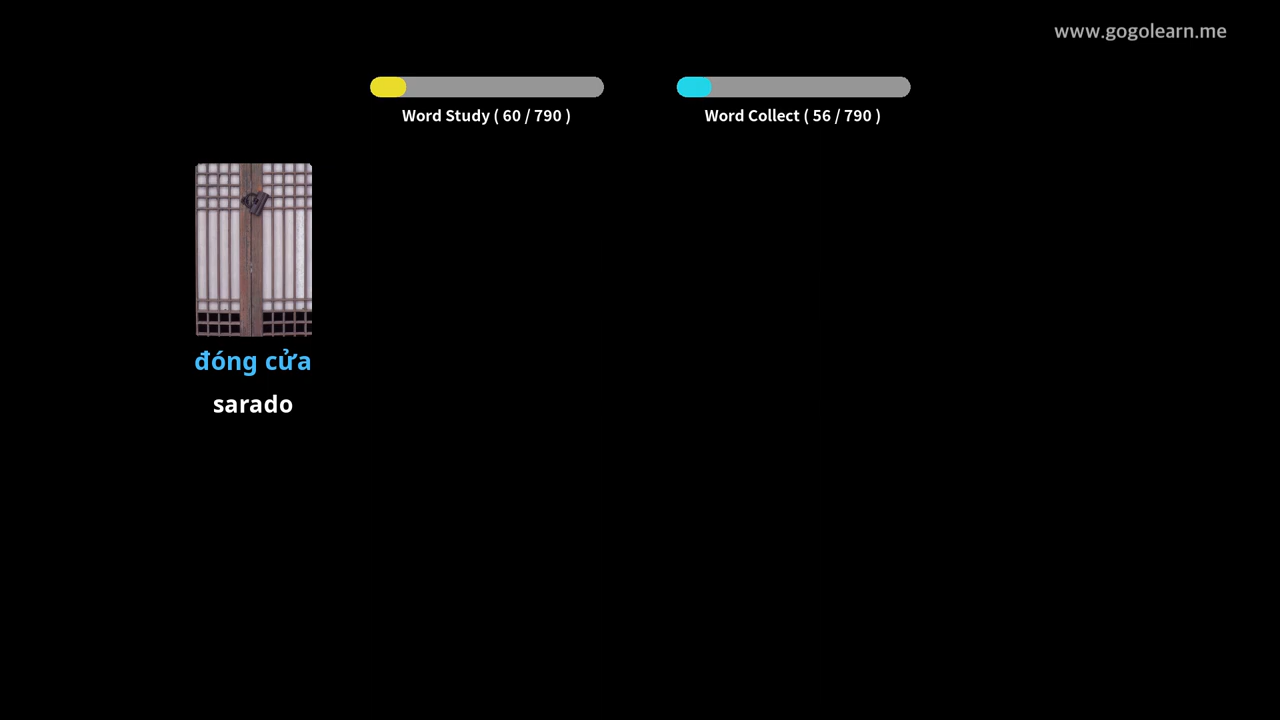 www.gogolearn.me
Word Study ( 60 / 790 )
Word Collect ( 56 / 790 )
đóng cửa
sarado